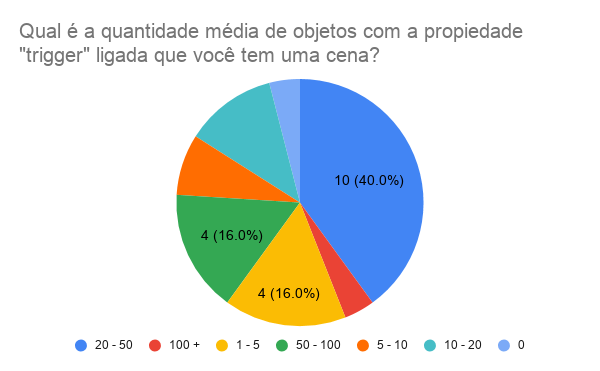 Qual é a quantidade média de objetos com a propiedade
"trigger" ligada que você tem uma cena?
10 (40.0%)
4 (16.0%)
4 (16.0%)
20 - 50 100 + 1 - 5 50 - 100 5 - 10 10 - 20 0